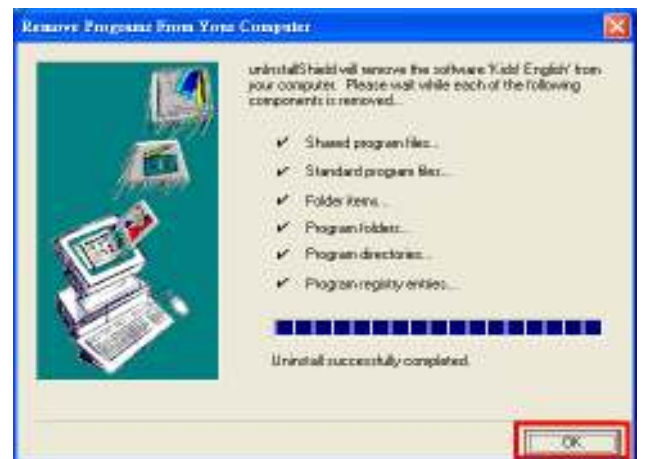 Remove Programs From Your Computer
unInstallShield will remove the software 'Kids' English' from
your computer. Please wait while each of the following
components is removed...
✔ Shared program files...
✔ Standard program files...
✔ Folder items...
✔ Program folders...
✔ Program directories...
✔ Program registry entries...
Uninstall successfully completed.
OK